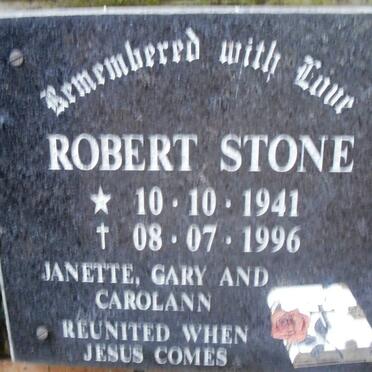 Remembered with Love
ROBERT STONE
★ 10 · 10 · 1941
† 08 · 07 · 1996
JANETTE, GARY AND
CAROLANN
REUNITED WHEN
JESUS COMES